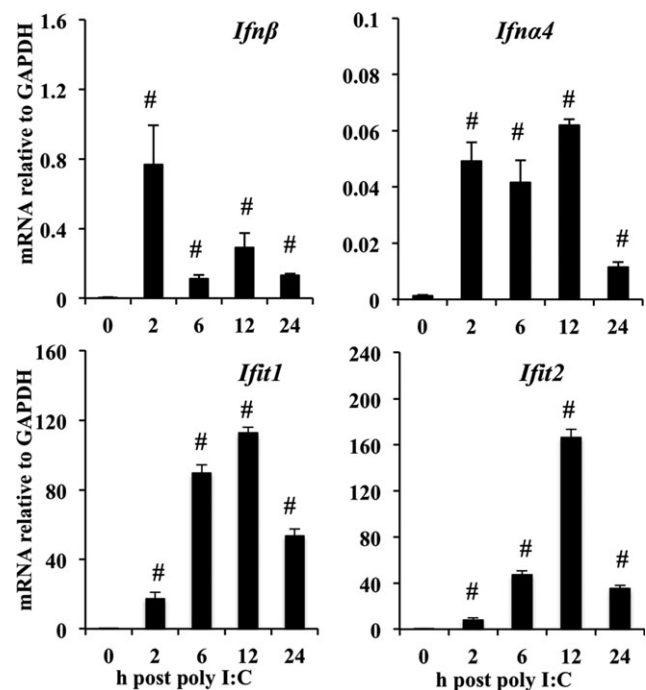 Ifnβ
mRNA relative to GAPDH
1.6
1.2
0.8
0.4
0
# # # #
0 2 6 12 24
Ifnα4
0.1
0.08
0.06
0.04
0.02
0
# # # #
0 2 6 12 24
Ifit1
mRNA relative to GAPDH
160
120
80
40
0
# # # #
0 2 6 12 24
h post poly I:C
Ifit2
240
200
160
120
80
40
0
# # # #
0 2 6 12 24
h post poly I:C